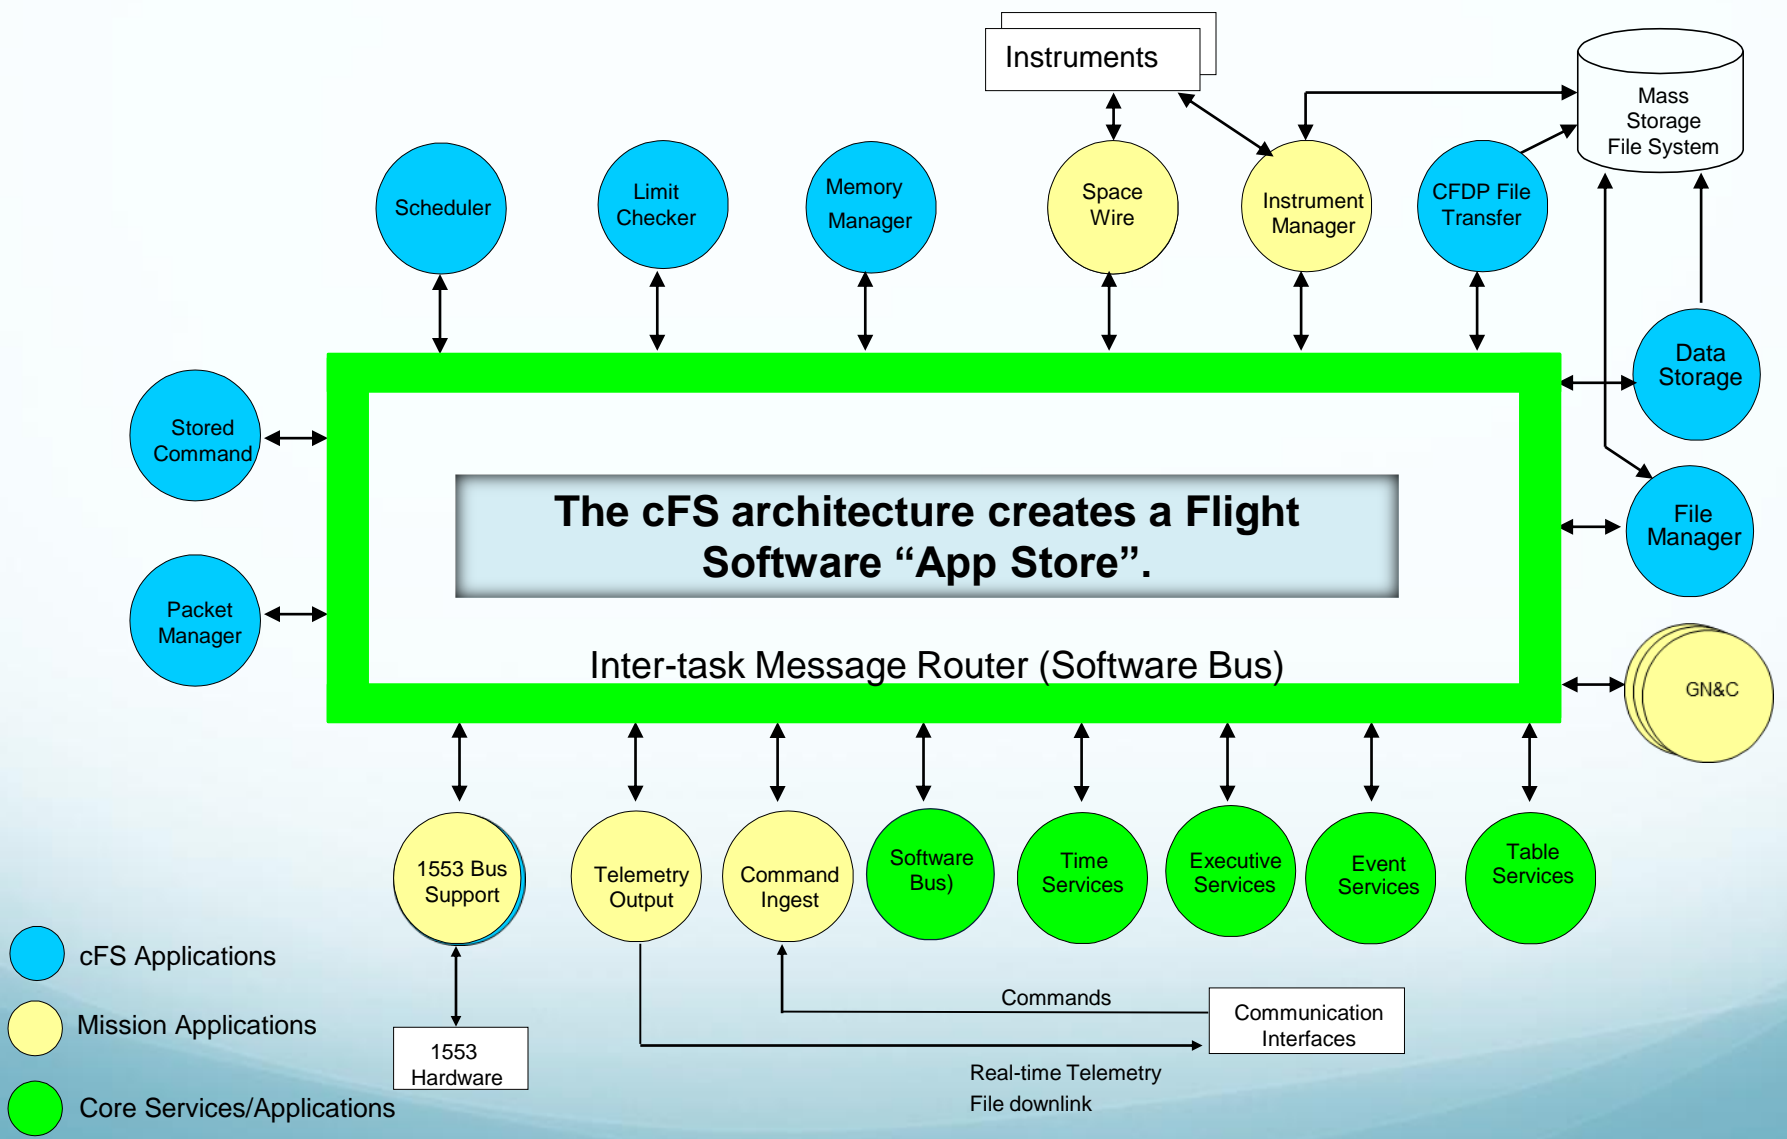 Instruments
Mass
Storage
File System
Scheduler
Limit
Checker
Memory
Manager
Space
Wire
Instrument
Manager
CFDP File
Transfer
Data
Storage
Stored
Command
The cFS architecture creates a Flight
Software “App Store”.
File
Manager
Packet
Manager
Inter-task Message Router (Software Bus)
GN&C
1553 Bus
Support
Telemetry
Output
Command
Ingest
Software
Bus)
Time
Services
Executive
Services
Event
Services
Table
Services
cFS Applications
Mission Applications
Core Services/Applications
1553
Hardware
Commands
Communication
Interfaces
Real-time Telemetry
File downlink